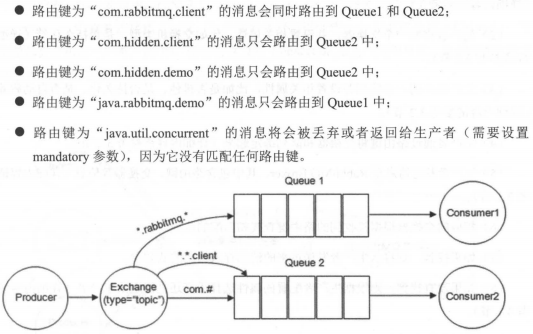 ● 路由键为“com.rabbitmq.client”的消息会同时路由到 Queue1 和 Queue2；
● 路由键为“com.hidden.client”的消息只会路由到 Queue2 中；
● 路由键为“com.hidden.demo”的消息只会路由到 Queue2 中；
● 路由键为“java.rabbitmq.demo”的消息只会路由到 Queue1 中；
● 路由键为“java.util.concurrent”的消息将会被丢弃或者返回给生产者（需要设置
mandatory 参数），因为它没有匹配任何路由键。
Queue 1
*.rabbitmq.*
Consumer1
*.*.client
Queue 2
Producer
Exchange
(type="topic")
com.#
Consumer2